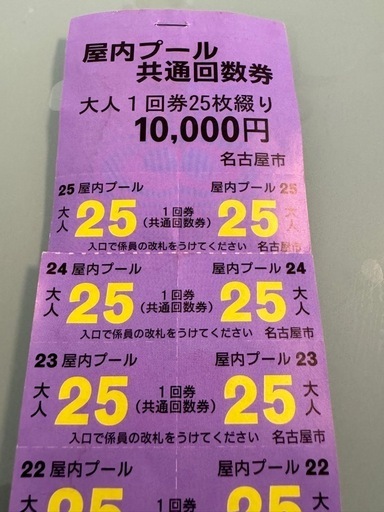 屋内プール
共通回数券
大人1回券25枚綴り
10,000円
名古屋市
25 屋内プール 屋内プール 25
大人 25 1回券 (共通回数券) 大人 25
入口で係員の改札をうけてください 名古屋市
24 屋内プール 屋内プール 24
大人 25 1回券 (共通回数券) 大人 25
入口で係員の改札をうけてください 名古屋市
23 屋内プール 屋内プール 23
大人 25 1回券 (共通回数券) 大人 25
入口で係員の改札をうけてください 名古屋市
22 屋内プール 屋内プール 22
大 25 1回券 大 25